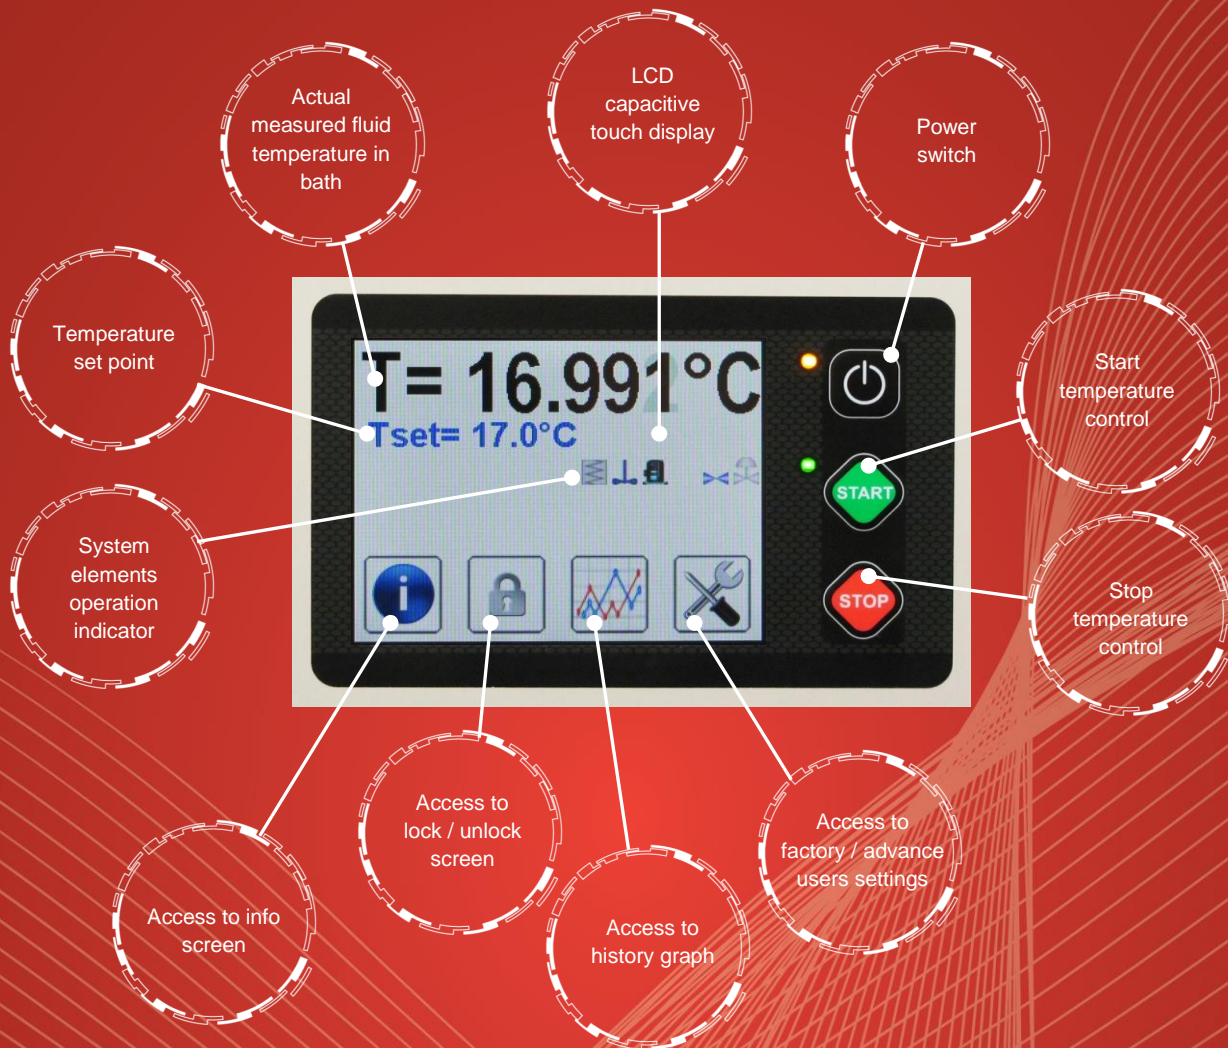 Actual
measured fluid
temperature in
bath
LCD
capacitive
touch display
Power
switch
Temperature
set point
Start
temperature
control
System
elements
operation
indicator
Stop
temperature
control
T= 16.991°C
Tset= 17.0°C
START
STOP
i
Access to info
screen
Access to
lock / unlock
screen
Access to
history graph
Access to
factory / advance
users settings